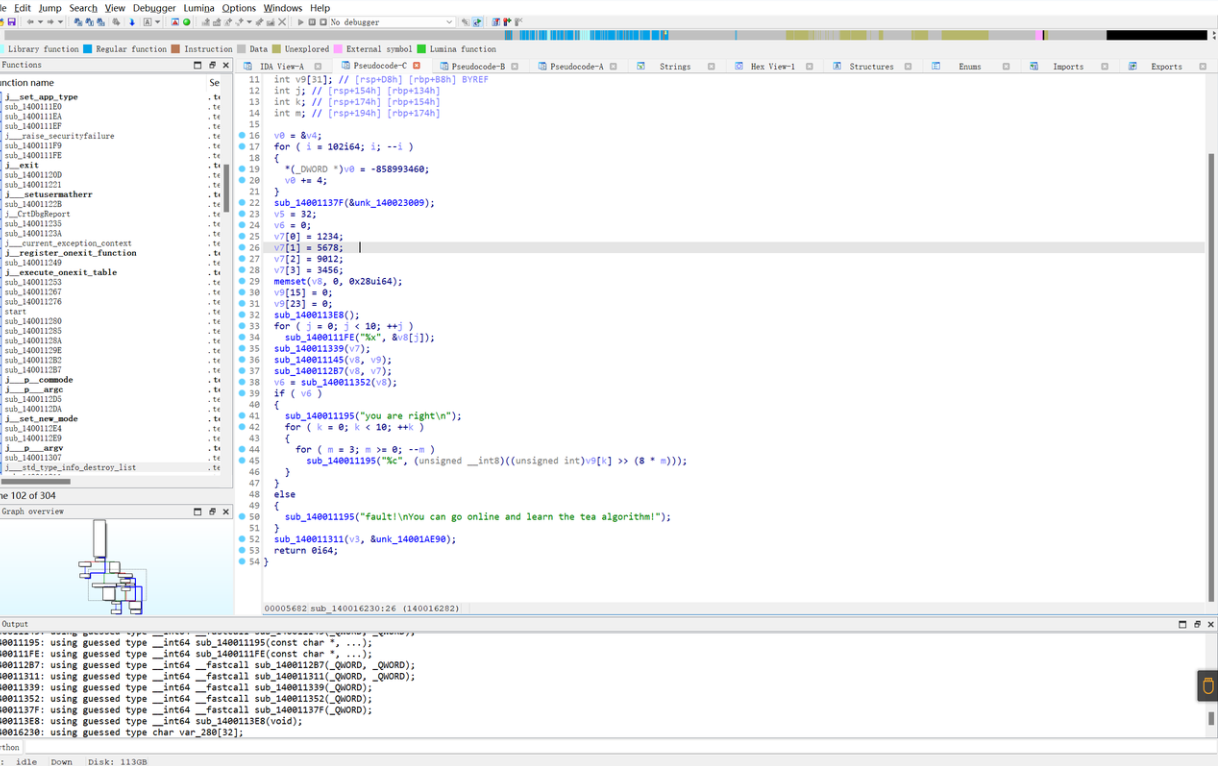 le Edit Jump Search View Debugger Lumina Options Windows Help
No debugger
Library function Regular function Instruction Data Unexplored External symbol Lumina function
Functions
IDA View-A Pseudocode-C Pseudocode-B Pseudocode-A Strings Hex View-1 Structures Enums Imports Exports
unction name Se
j__set_app_type .te
sub_1400111E0 .te
sub_1400111EA .te
sub_1400111EF .te
j___raise_securityfailure .te
sub_1400111F9 .te
sub_1400111FE .te
j__exit .te
sub_14001120D .te
sub_140011221 .te
j___setusermatherr .te
sub_14001122B .te
j__CrtDbgReport .te
sub_140011235 .te
sub_14001123A .te
j___current_exception_context .te
j__register_onexit_function .te
sub_140011249 .te
j__execute_onexit_table .te
sub_140011253 .te
sub_140011267 .te
sub_140011276 .te
start .te
sub_140011280 .te
sub_140011285 .te
sub_14001128A .te
sub_14001129E .te
sub_1400112B2 .te
sub_1400112B7 .te
j___p__commode .te
j___p___argc .te
sub_1400112D5 .te
sub_1400112DA .te
j__set_new_mode .te
sub_1400112E4 .te
sub_1400112E9 .te
j___p___argv .te
sub_140011307 .te
j___std_type_info_destroy_list .te
ne 102 of 304
Graph overview
11 int v9[31]; // [rsp+D8h] [rbp+B8h] BYREF
12 int j; // [rsp+154h] [rbp+134h]
13 int k; // [rsp+174h] [rbp+154h]
14 int m; // [rsp+194h] [rbp+174h]
15
16 v0 = &v4;
17 for ( i = 102i64; i; --i )
18 {
19 *(_DWORD *)v0 = -858993460;
20 v0 += 4;
21 }
22 sub_14001137F(&unk_140023009);
23 v5 = 32;
24 v6 = 0;
25 v7[0] = 1234;
26 v7[1] = 5678;
27 v7[2] = 9012;
28 v7[3] = 3456;
29 memset(v8, 0, 0x28ui64);
30 v9[15] = 0;
31 v9[23] = 0;
32 sub_1400113E8();
33 for ( j = 0; j < 10; ++j )
34 sub_1400111FE("%x", &v8[j]);
35 sub_140011339(v7);
36 sub_140011145(v8, v9);
37 sub_1400112B7(v8, v7);
38 v6 = sub_140011352(v8);
39 if ( v6 )
40 {
41 sub_140011195("you are right\n");
42 for ( k = 0; k < 10; ++k )
43 {
44 for ( m = 3; m >= 0; --m )
45 sub_140011195("%c", (unsigned __int8)((unsigned int)v9[k] >> (8 * m)));
46 }
47 }
48 else
49 {
50 sub_140011195("fault!\nYou can go online and learn the tea algorithm!");
51 }
52 sub_140011311(v3, &unk_14001AE90);
53 return 0i64;
54 }
00005682 sub_140016230:26 (140016282)
Output
40011195: using guessed type __int64 sub_140011195(const char *, ...);
400111FE: using guessed type __int64 sub_1400111FE(const char *, ...);
400112B7: using guessed type __int64 __fastcall sub_1400112B7(_QWORD, _QWORD);
40011311: using guessed type __int64 __fastcall sub_140011311(_QWORD, _QWORD);
40011339: using guessed type __int64 __fastcall sub_140011339(_QWORD);
40011352: using guessed type __int64 __fastcall sub_140011352(_QWORD);
4001137F: using guessed type __int64 __fastcall sub_14001137F(_QWORD);
400113E8: using guessed type __int64 sub_1400113E8(void);
40016230: using guessed type char var_280[32];
thon
: idle Down Disk: 113GB